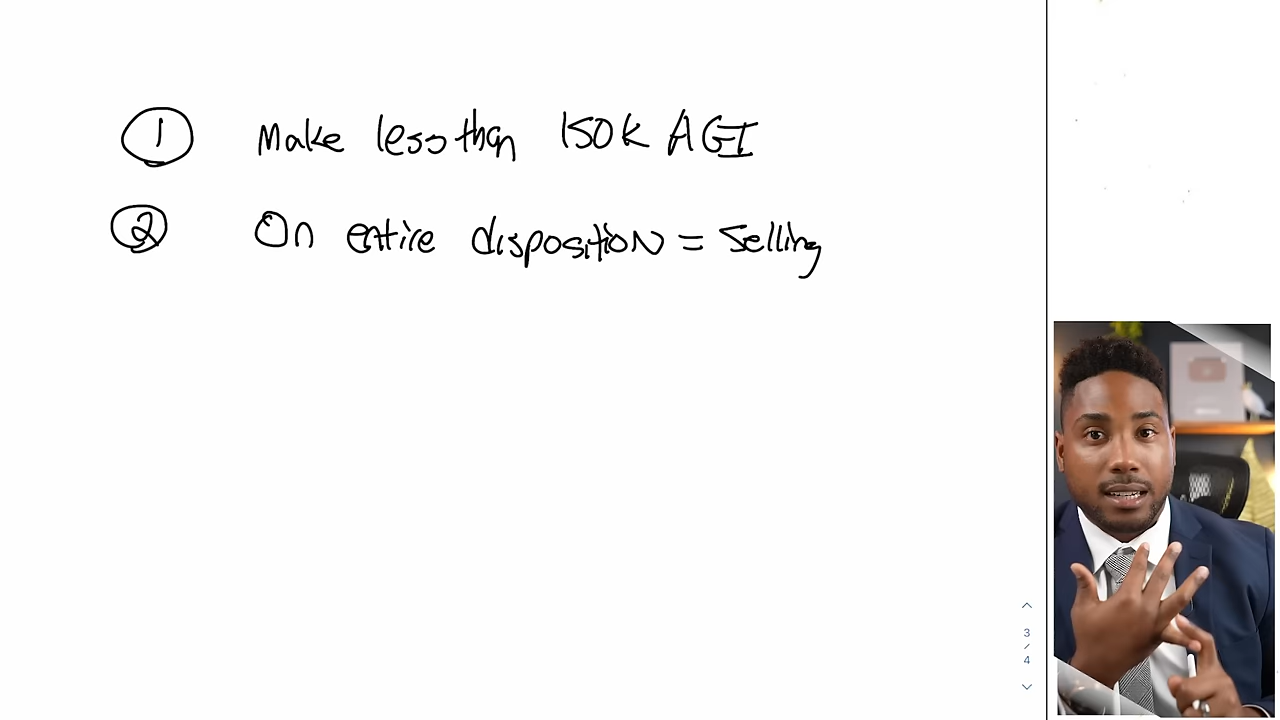 1 Make less than 150k AGI
2 On entire disposition = Selling
3
/
4